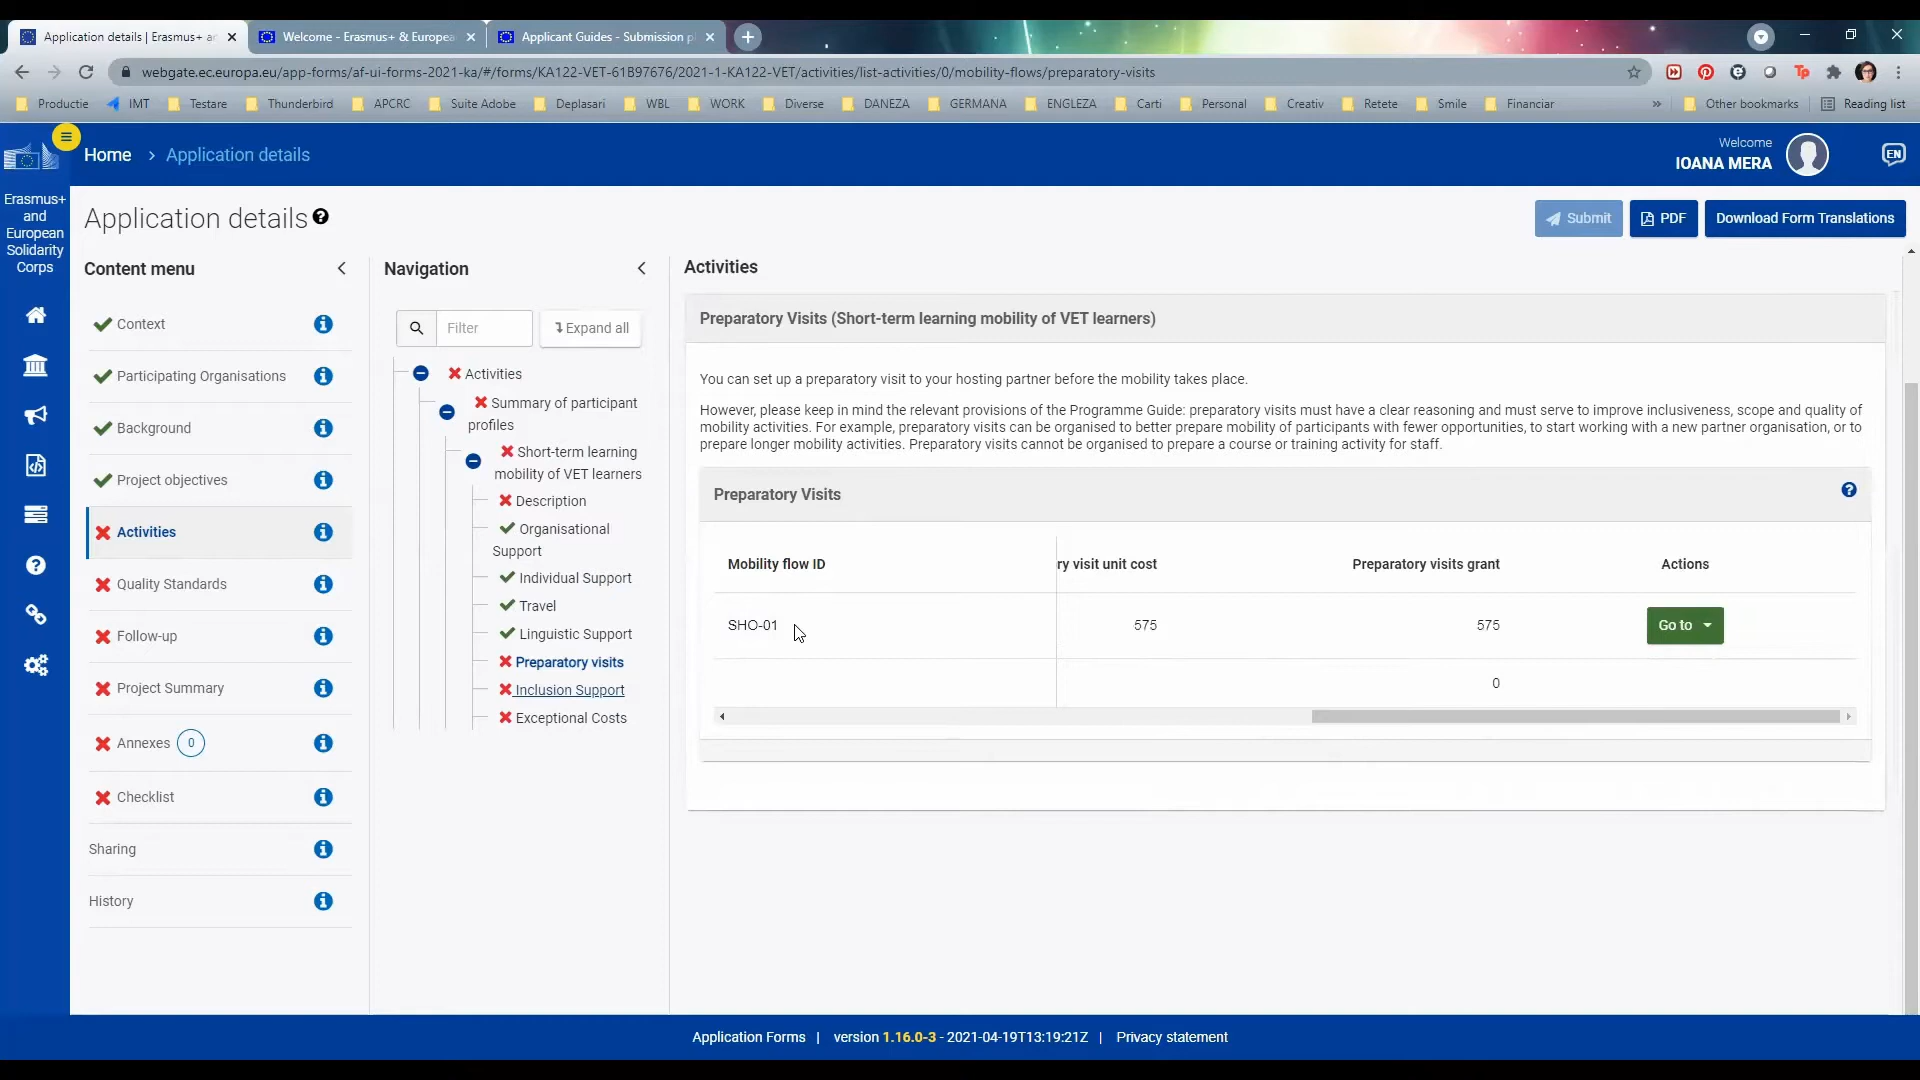 Application details | Erasmus+ ar
Welcome - Erasmus+ & Europea
Applicant Guides - Submission p
webgate.ec.europa.eu/app-forms/af-ui-forms-2021-ka/#/forms/KA122-VET-61B97676/2021-1-KA122-VET/activities/list-activities/0/mobility-flows/preparatory-visits
Productie IMT Testare Thunderbird APCRC Suite Adobe Deplasari WBL WORK Diverse DANEZA GERMANA ENGLEZA Carti Personal Creativ Retete Smile Financiar » Other bookmarks Reading list
Home › Application details
Welcome
IOANA MERA
EN
Erasmus+
and
European
Solidarity
Corps
Application details
Submit
PDF
Download Form Translations
Content menu
Context
Participating Organisations
Background
Project objectives
Activities
Quality Standards
Follow-up
Project Summary
Annexes 0
Checklist
Sharing
History
Navigation
Filter
Expand all
Activities
Summary of participant
profiles
Short-term learning
mobility of VET learners
Description
Organisational
Support
Individual Support
Travel
Linguistic Support
Preparatory visits
Inclusion Support
Exceptional Costs
Activities
Preparatory Visits (Short-term learning mobility of VET learners)
You can set up a preparatory visit to your hosting partner before the mobility takes place.
However, please keep in mind the relevant provisions of the Programme Guide: preparatory visits must have a clear reasoning and must serve to improve inclusiveness, scope and quality of
mobility activities. For example, preparatory visits can be organised to better prepare mobility of participants with fewer opportunities, to start working with a new partner organisation, or to
prepare longer mobility activities. Preparatory visits cannot be organised to prepare a course or training activity for staff.
Preparatory Visits
Mobility flow ID ry visit unit cost Preparatory visits grant Actions
SHO-01 575 575 Go to
0
Application Forms | version 1.16.0-3 - 2021-04-19T13:19:21Z | Privacy statement